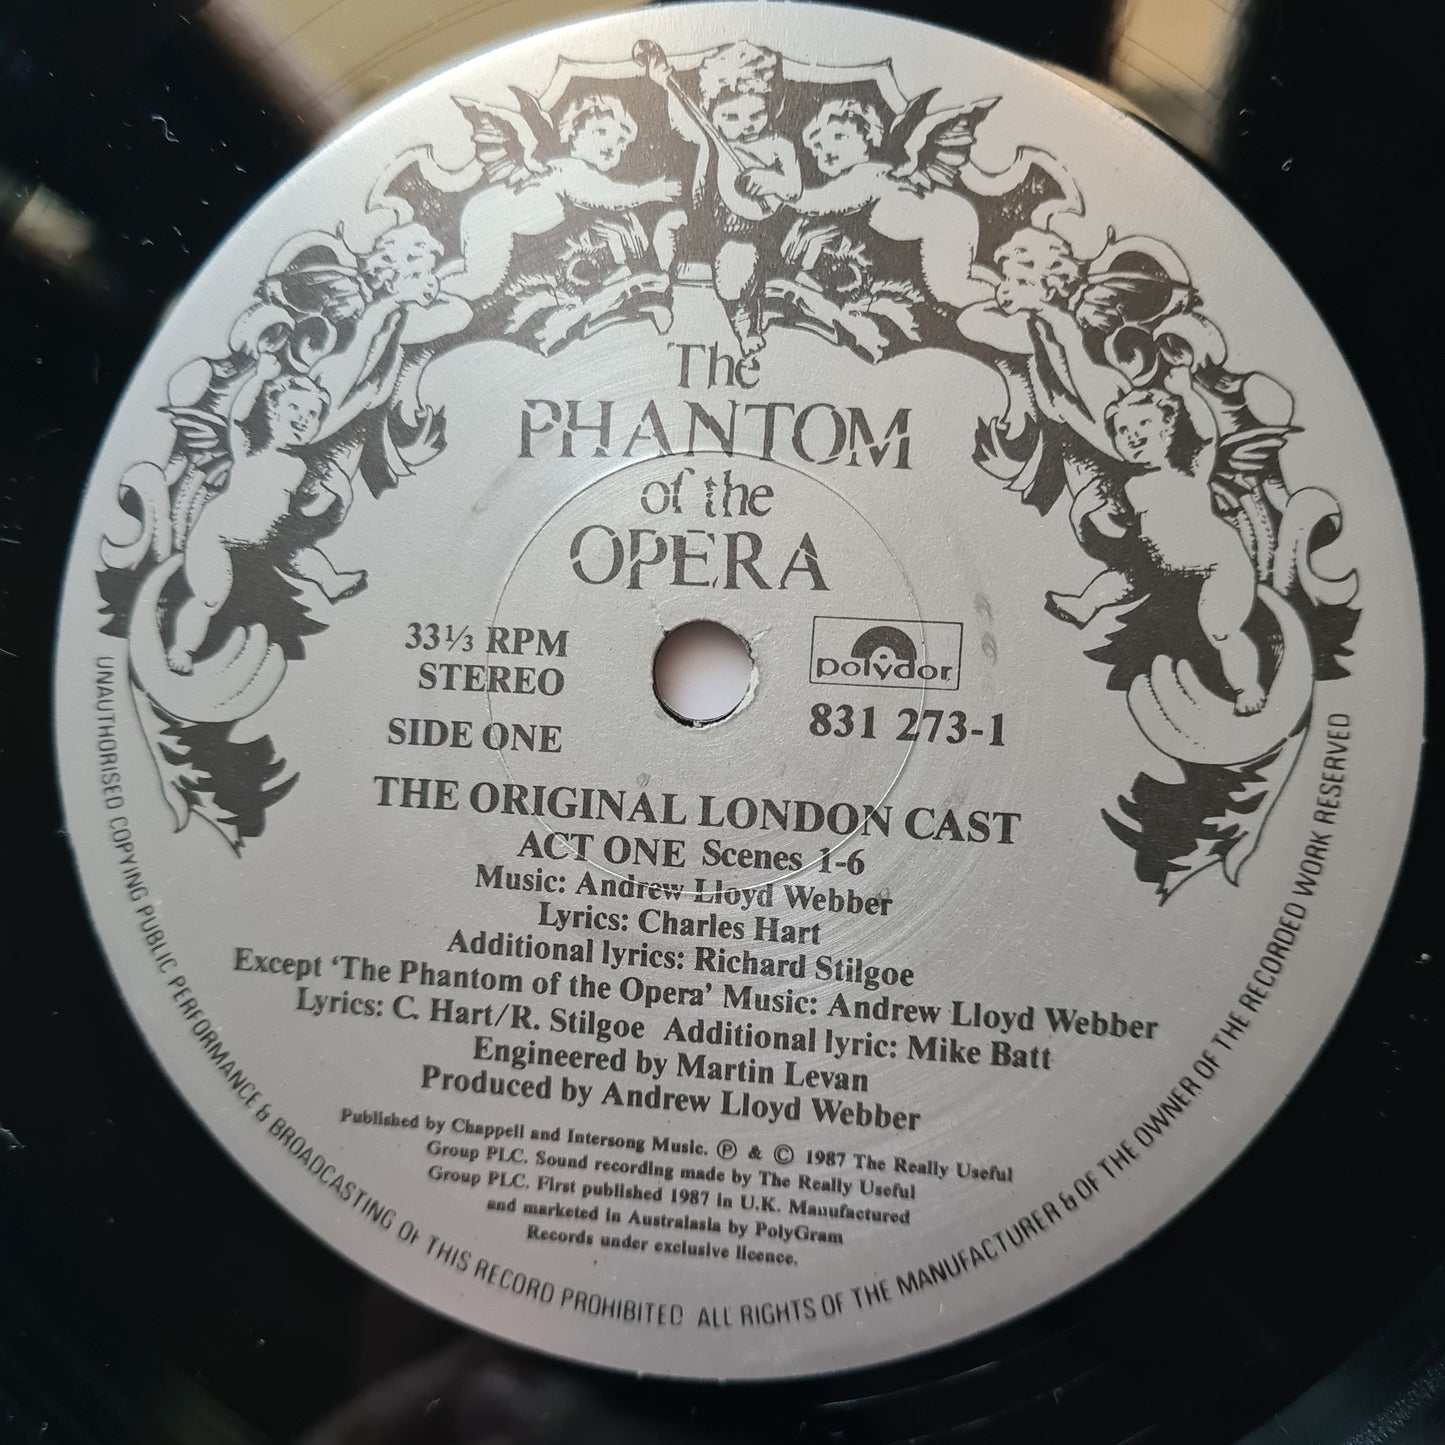 The
PHANTOM
of the
OPERA
33⅓ RPM
STEREO
SIDE ONE
polydor
831 273-1
THE ORIGINAL LONDON CAST
ACT ONE Scenes 1-6
Music: Andrew Lloyd Webber
Lyrics: Charles Hart
Additional lyrics: Richard Stilgoe
Except ‘The Phantom of the Opera’ Music: Andrew Lloyd Webber
Lyrics: C. Hart/R. Stilgoe Additional lyric: Mike Batt
Engineered by Martin Levan
Produced by Andrew Lloyd Webber
Published by Chappell and Intersong Music. ℗ & © 1987 The Really Useful
Group PLC. Sound recording made by The Really Useful
Group PLC. First published 1987 in U.K. Manufactured
and marketed in Australasia by PolyGram
Records under exclusive licence.
UNAUTHORISED COPYING PUBLIC PERFORMANCE & BROADCASTING OF THIS RECORD PROHIBITED ALL RIGHTS OF THE MANUFACTURER & OF THE OWNER OF THE RECORDED WORK RESERVED